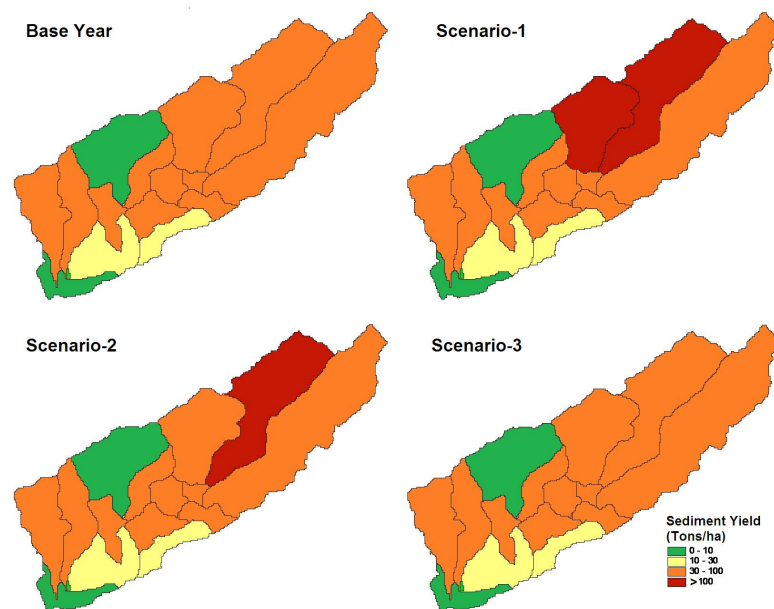 Base Year
Scenario-1
Scenario-2
Scenario-3
Sediment Yield
(Tons/ha)
0 - 10
10 - 30
30 - 100
>100